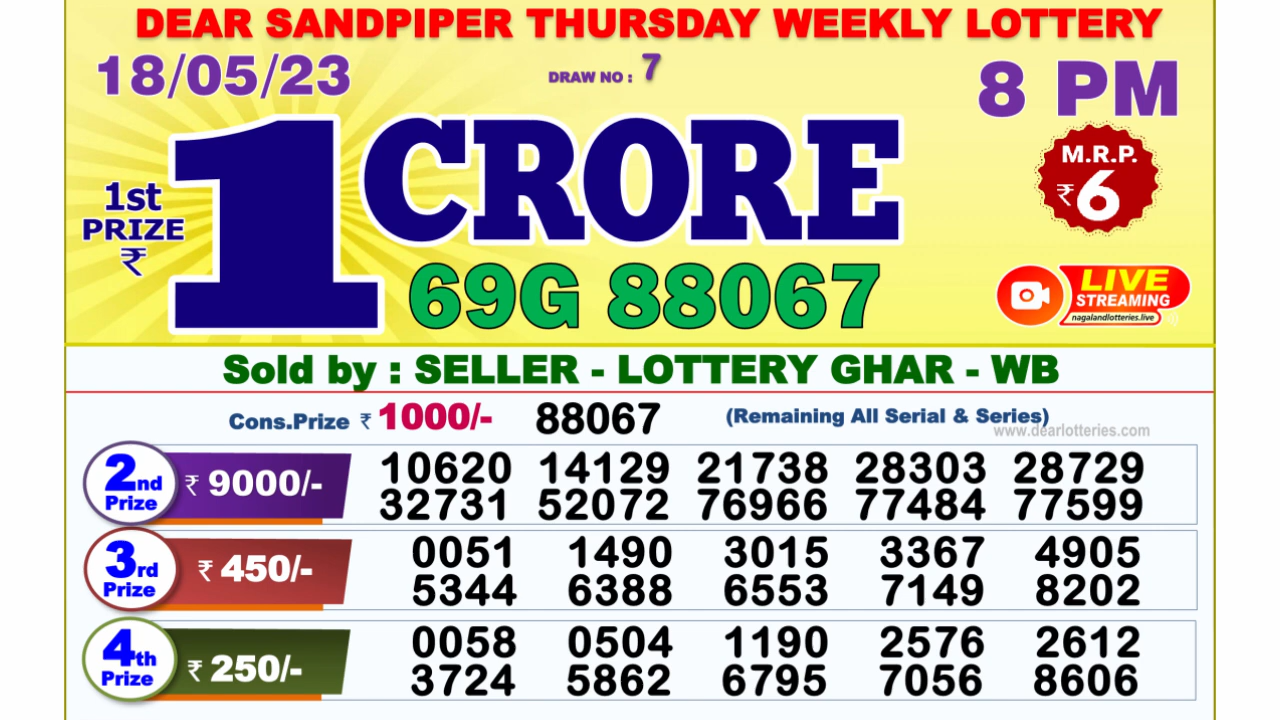 DEAR SANDPIPER THURSDAY WEEKLY LOTTERY
18/05/23
DRAW NO : 7
8 PM
1st
PRIZE
₹
1 CRORE
M.R.P.
₹ 6
69G 88067
LIVE
STREAMING
nagalandlotteries.live
Sold by : SELLER - LOTTERY GHAR - WB
Cons.Prize ₹ 1000/- 88067 (Remaining All Serial & Series)
www.dearlotteries.com
2nd Prize ₹ 9000/-
10620 14129 21738 28303 28729
32731 52072 76966 77484 77599
3rd Prize ₹ 450/-
0051 1490 3015 3367 4905
5344 6388 6553 7149 8202
4th Prize ₹ 250/-
0058 0504 1190 2576 2612
3724 5862 6795 7056 8606